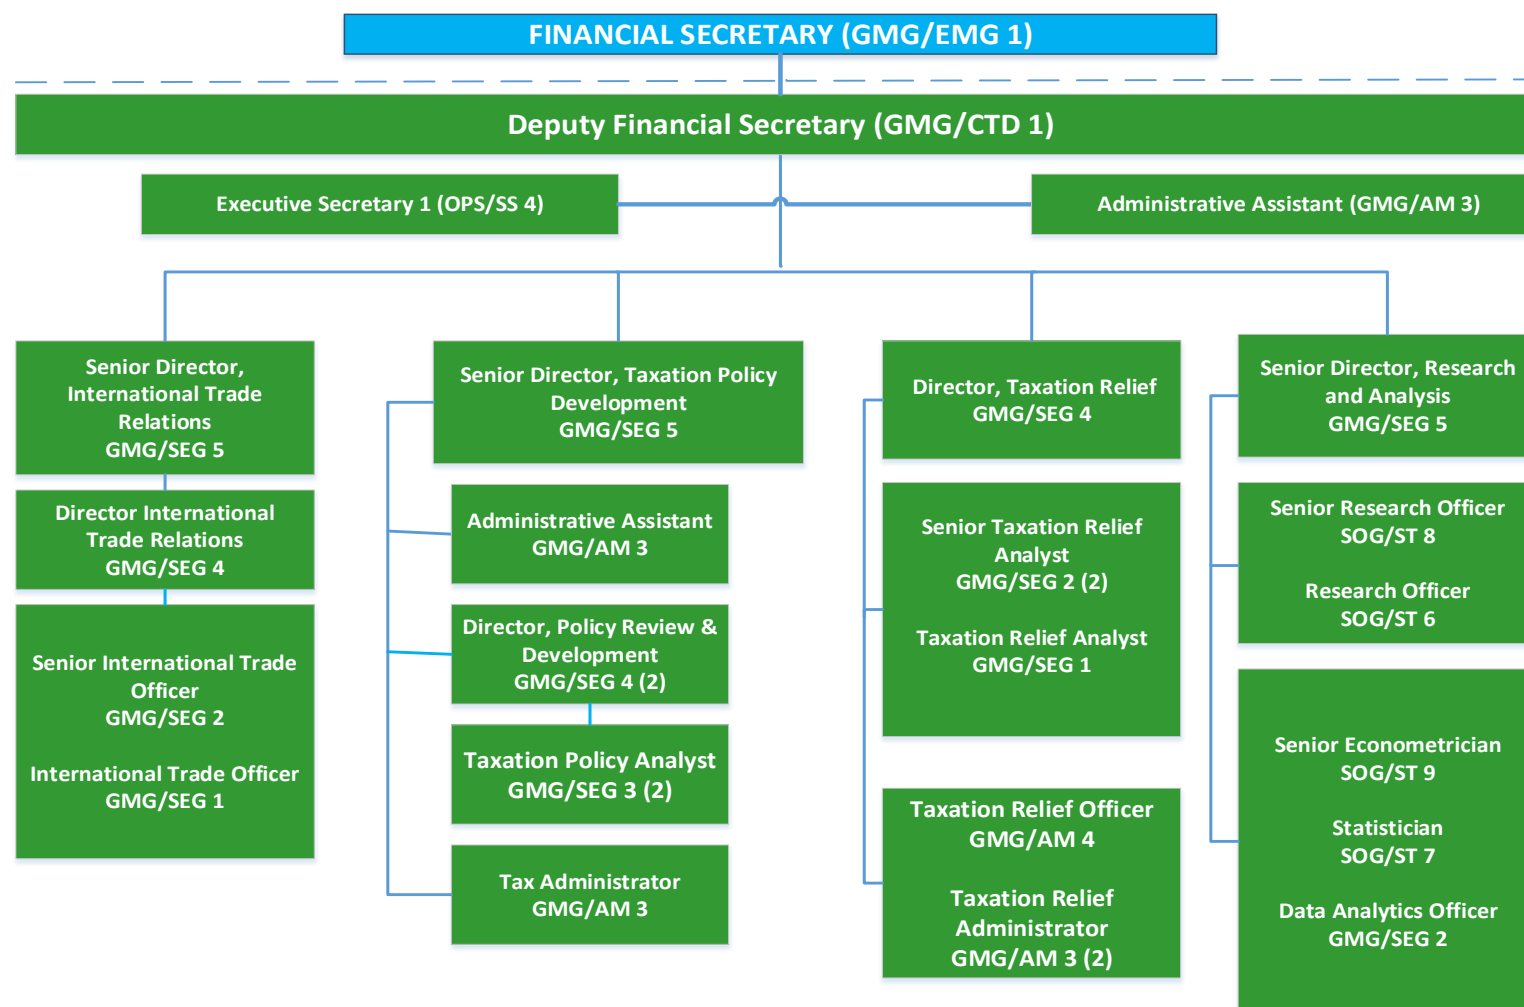 FINANCIAL SECRETARY (GMG/EMG 1)
Deputy Financial Secretary (GMG/CTD 1)
Executive Secretary 1 (OPS/SS 4)
Administrative Assistant (GMG/AM 3)
Senior Director,
International Trade
Relations
GMG/SEG 5
Director International
Trade Relations
GMG/SEG 4
Senior International Trade
Officer
GMG/SEG 2
International Trade Officer
GMG/SEG 1
Senior Director, Taxation Policy
Development
GMG/SEG 5
Administrative Assistant
GMG/AM 3
Director, Policy Review &
Development
GMG/SEG 4 (2)
Taxation Policy Analyst
GMG/SEG 3 (2)
Tax Administrator
GMG/AM 3
Director, Taxation Relief
GMG/SEG 4
Senior Taxation Relief
Analyst
GMG/SEG 2 (2)
Taxation Relief Analyst
GMG/SEG 1
Taxation Relief Officer
GMG/AM 4
Taxation Relief
Administrator
GMG/AM 3 (2)
Senior Director, Research
and Analysis
GMG/SEG 5
Senior Research Officer
SOG/ST 8
Research Officer
SOG/ST 6
Senior Econometrician
SOG/ST 9
Statistician
SOG/ST 7
Data Analytics Officer
GMG/SEG 2